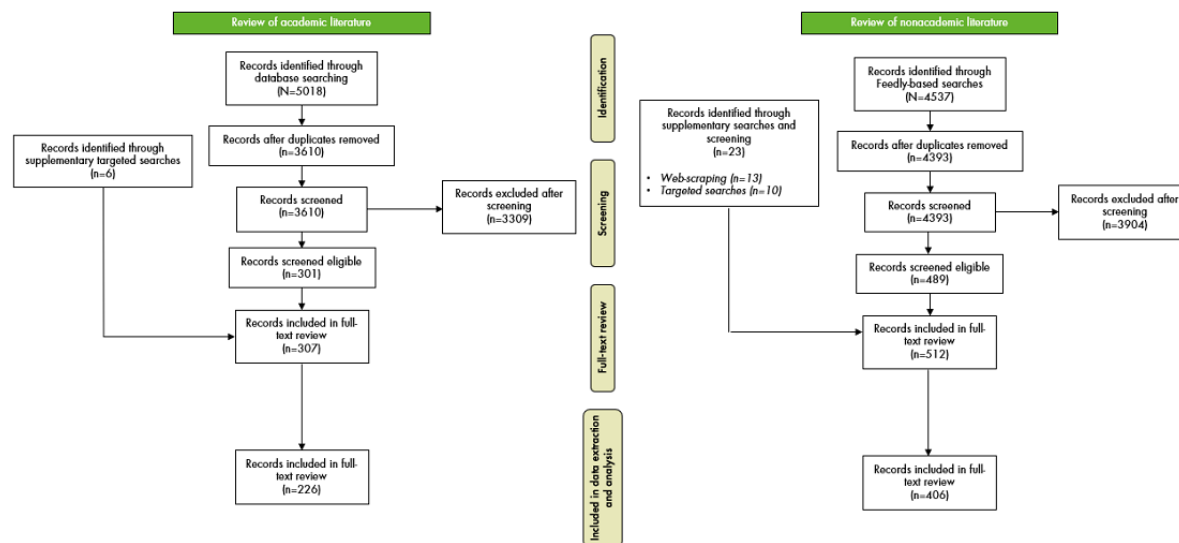 Review of academic literature
Records identified through
database searching
(N=5018)
Records after duplicates removed
(n=3610)
Records identified through
supplementary targeted searches
(n=6)
Records screened
(n=3610)
Records excluded after
screening
(n=3309)
Records screened eligible
(n=301)
Records included in full-
text review
(n=307)
Records included in full-
text review
(n=226)
Identification
Screening
Full-text review
Included in data extraction
and analysis
Review of nonacademic literature
Records identified through
Feedly-based searches
(N=4537)
Records identified through
supplementary searches and
screening
(n=23)
• Web-scraping (n=13)
• Targeted searches (n=10)
Records after duplicates removed
(n=4393)
Records screened
(n=4393)
Records excluded after
screening
(n=3904)
Records screened eligible
(n=489)
Records included in full-
text review
(n=512)
Records included in full-
text review
(n=406)